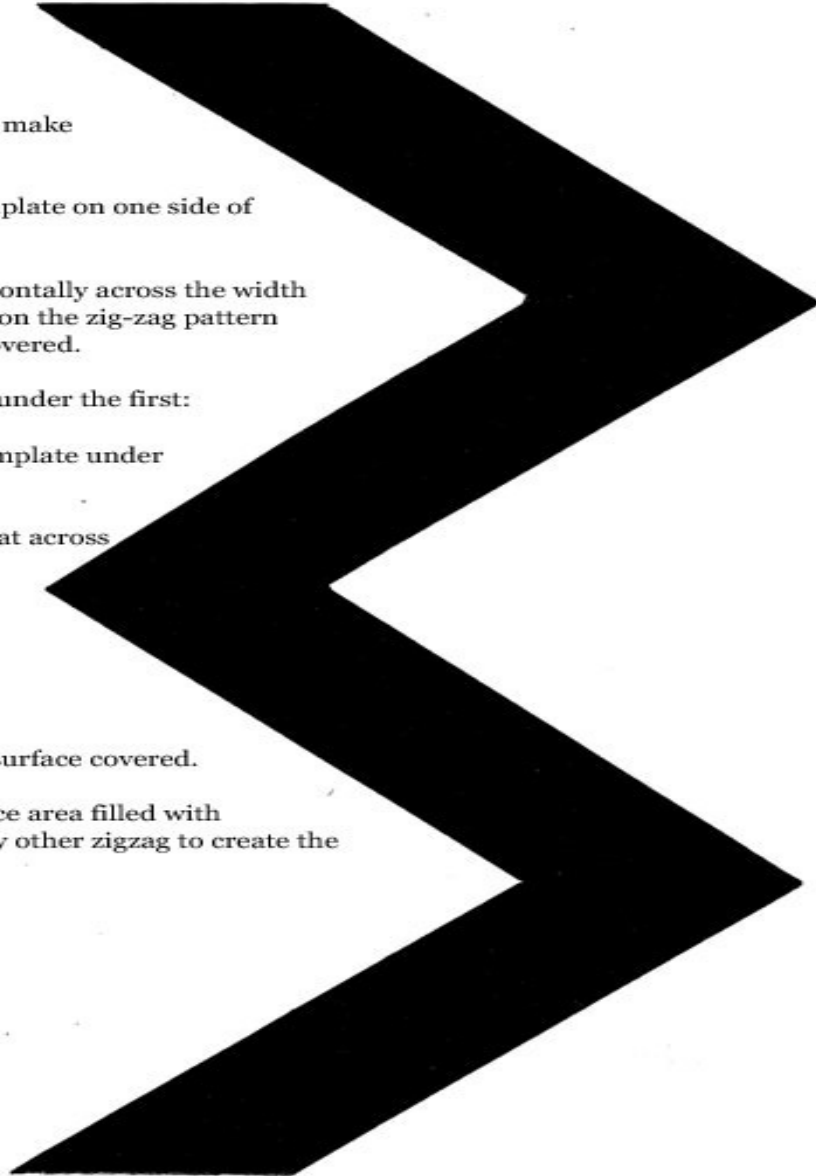 make
plate on one side of
ontally across the width
on the zig-zag pattern
vered.
under the first:
mplate under
at across
surface covered.
ce area filled with
y other zigzag to create the